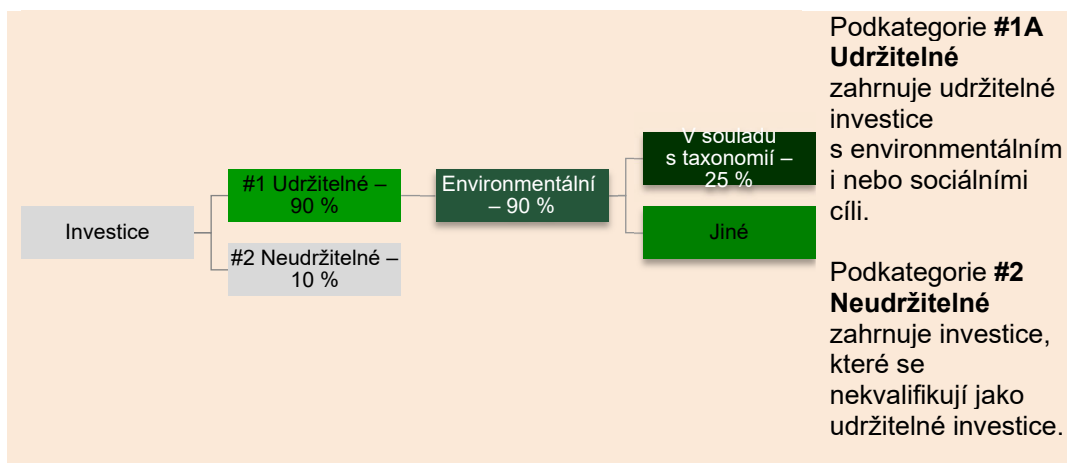 Investice
#1 Udržitelné –
90 %
#2 Neudržitelné –
10 %
Environmentální
– 90 %
V souladu
s taxonomií –
25 %
Jiné
Podkategorie #1A
Udržitelné
zahrnuje udržitelné
investice
s environmentálním
i nebo sociálními
cíli.
Podkategorie #2
Neudržitelné
zahrnuje investice,
které se
nekvalifikují jako
udržitelné investice.